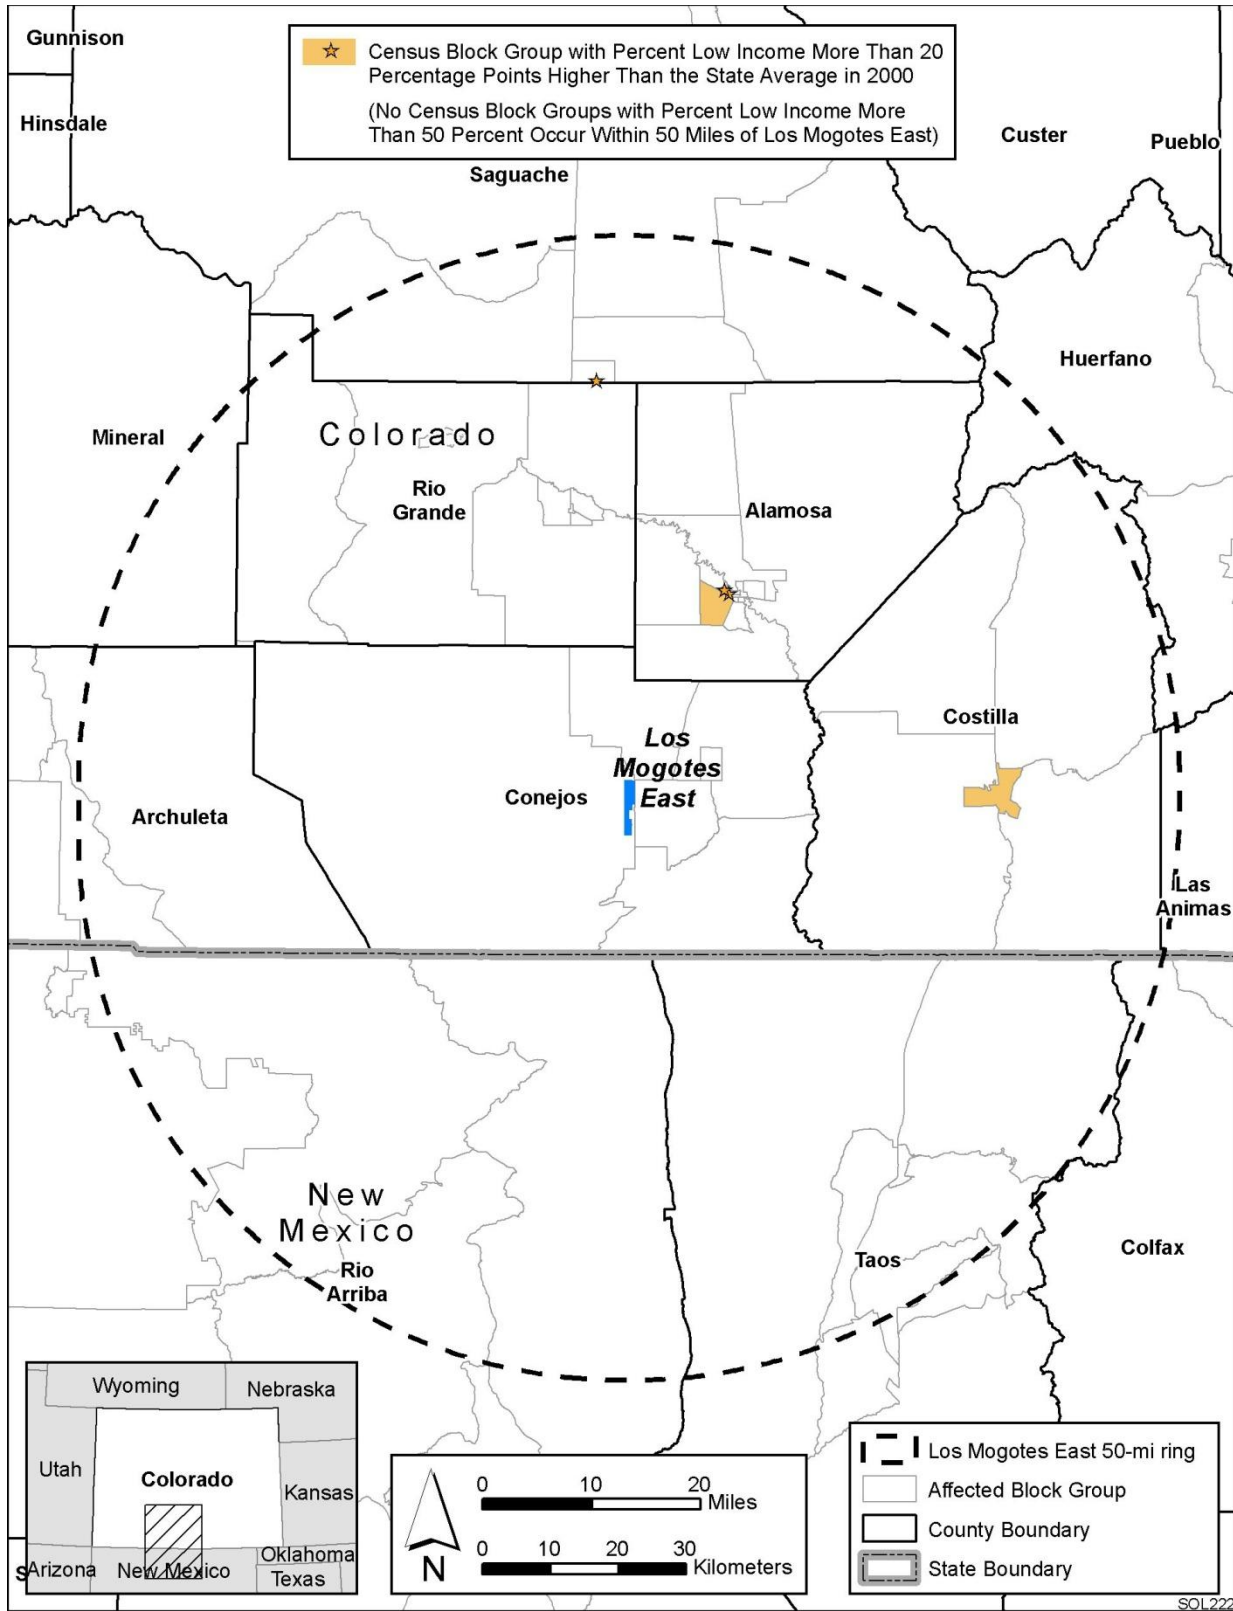 Gunnison
Census Block Group with Percent Low Income More Than 20
Percentage Points Higher Than the State Average in 2000
(No Census Block Groups with Percent Low Income More
Than 50 Percent Occur Within 50 Miles of Los Mogotes East)
Hinsdale
Custer
Pueblo
Saguache
Huerfano
Mineral
Colorado
Rio
Grande
Alamosa
Costilla
Los
Mogotes
East
Conejos
Archuleta
Las
Animas
New
Mexico
Rio
Arriba
Taos
Colfax
Wyoming
Nebraska
Utah
Colorado
Kansas
Arizona
New Mexico
Oklahoma
Texas
S
N
0 10 20
Miles
0 10 20 30
Kilometers
Los Mogotes East 50-mi ring
Affected Block Group
County Boundary
State Boundary
SOL222